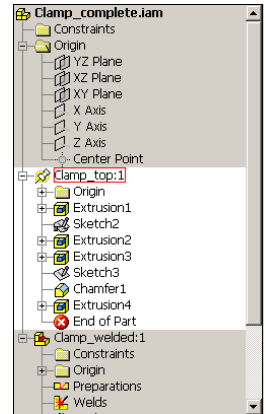 Clamp_complete.iam
Constraints
Origin
YZ Plane
XZ Plane
XY Plane
X Axis
Y Axis
Z Axis
Center Point
Clamp_top:1
Origin
Extrusion1
Sketch2
Extrusion2
Extrusion3
Sketch3
Chamfer1
Extrusion4
End of Part
Clamp_welded:1
Constraints
Origin
Preparations
Welds